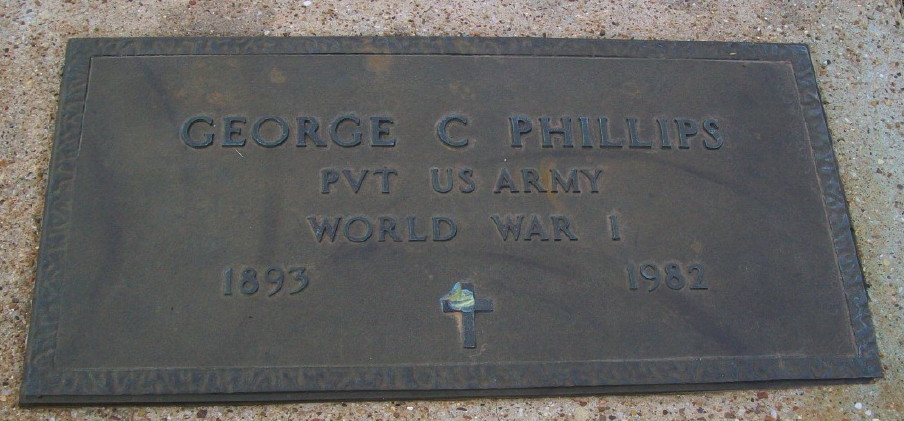 GEORGE C PHILLIPS
PVT US ARMY
WORLD WAR I
1893 1982